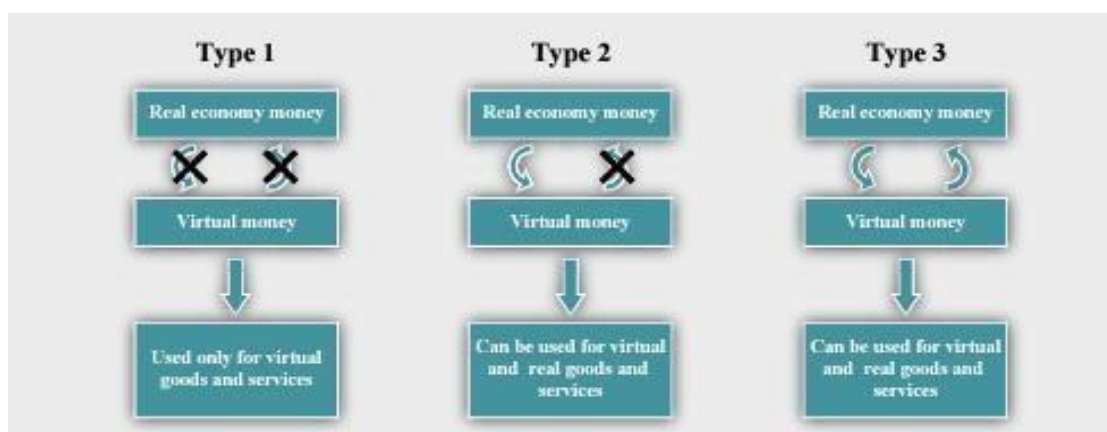 Type 1
Type 2
Type 3
Real economy money
Real economy money
Real economy money
Virtual money
Virtual money
Virtual money
Used only for virtual
goods and services
Can be used for virtual
and real goods and
services
Can be used for virtual
and real goods and
services